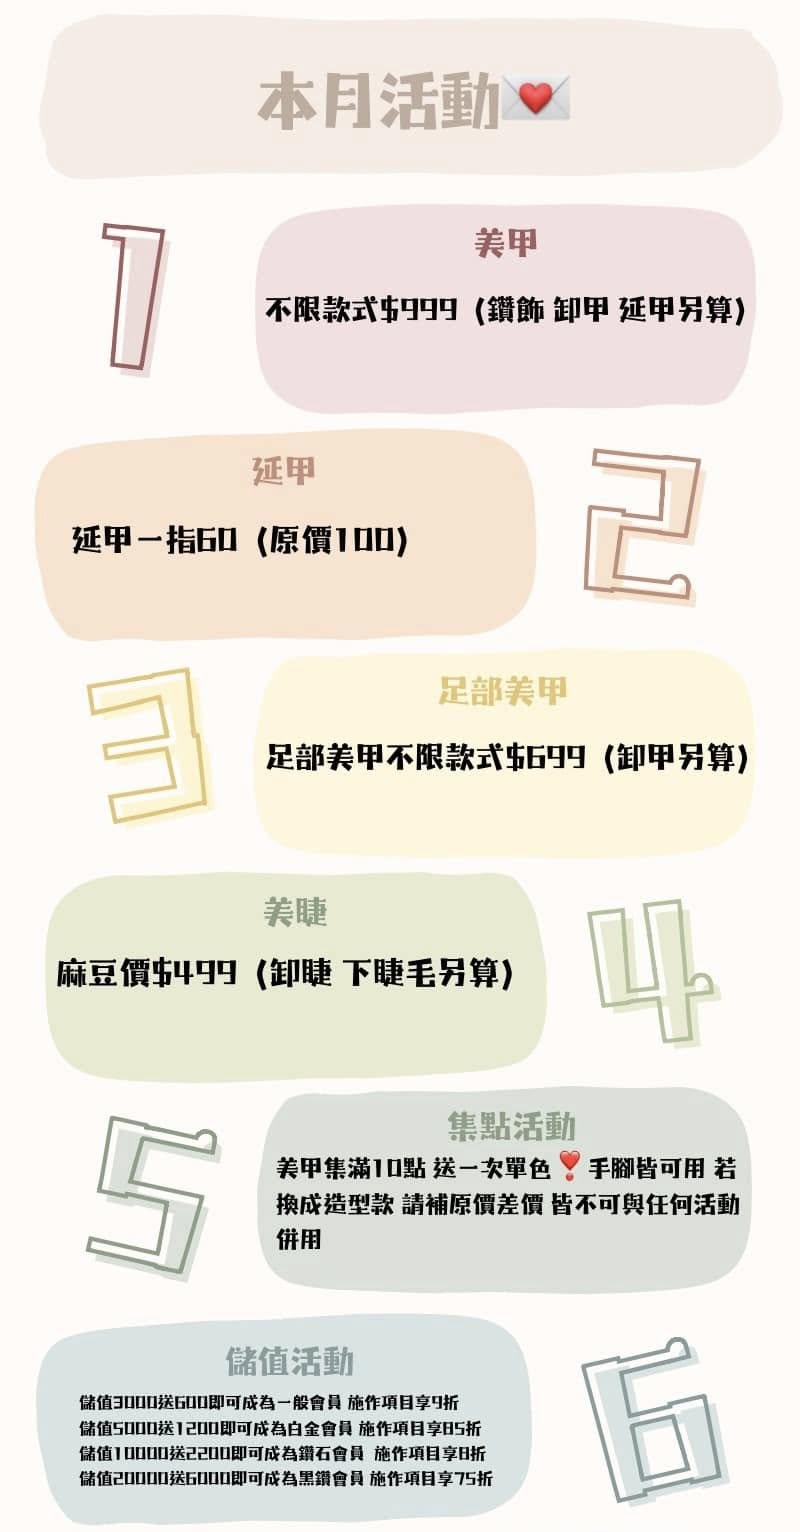 本月活動💌
1
美甲
不限款式$999（鑽飾 卸甲 延甲另算）
延甲
延甲一指60（原價100）
2
3
足部美甲
足部美甲不限款式$699（卸甲另算）
美睫
麻豆價$499（卸睫 下睫毛另算）
4
5
集點活動
美甲集滿10點 送一次單色❣️手腳皆可用 若
換成造型款 請補原價差價 皆不可與任何活動
併用
儲值活動
儲值3000送600即可成為一般會員 施作項目享9折
儲值5000送1200即可成為白金會員 施作項目享85折
儲值10000送2200即可成為鑽石會員 施作項目享8折
儲值20000送6000即可成為黑鑽會員 施作項目享75折
6